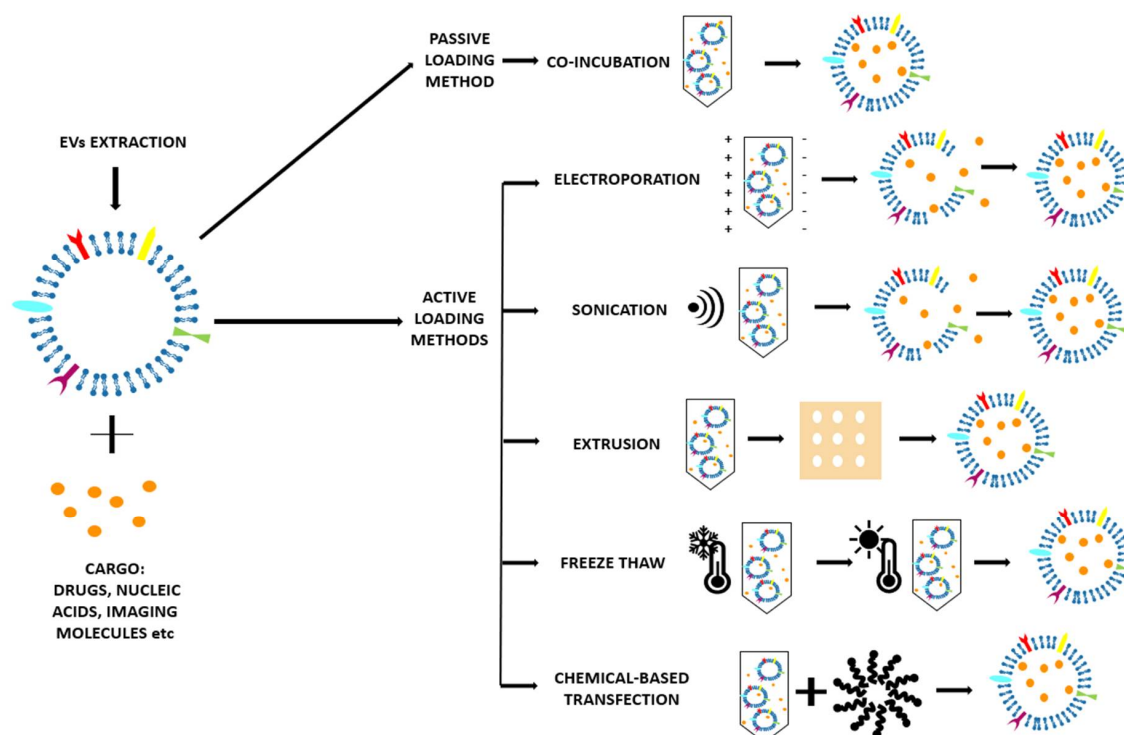 EVs EXTRACTION
CARGO:
DRUGS, NUCLEIC
ACIDS, IMAGING
MOLECULES etc
PASSIVE
LOADING
METHOD
ACTIVE
LOADING
METHODS
CO-INCUBATION
ELECTROPORATION
+ -
+ -
+ -
+ -
+ -
+ -
SONICATION
EXTRUSION
FREEZE THAW
CHEMICAL-BASED
TRANSFECTION